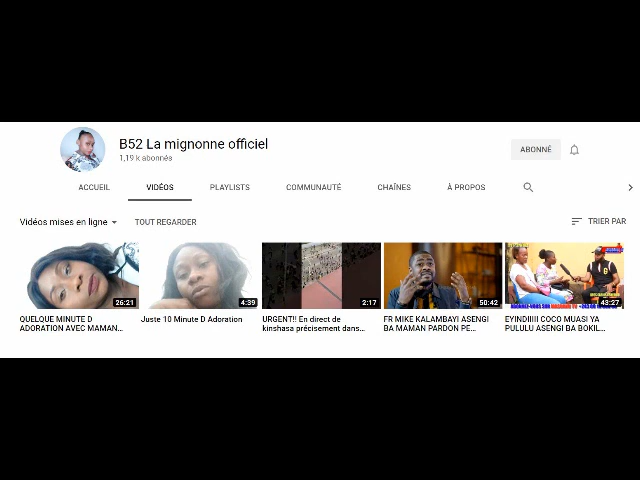 B52 La mignonne officiel
1,19 k abonnés
ABONNÉ
ACCUEIL VIDÉOS PLAYLISTS COMMUNAUTÉ CHAÎNES À PROPOS
Vidéos mises en ligne TOUT REGARDER TRIER PAR
26:21 4:39 2:17 50:42 43:27
QUELQUE MINUTE D
ADORATION AVEC MAMAN...
Juste 10 Minute D Adoration
URGENT!! En direct de
kinshasa précisement dans...
FR MIKE KALAMBAYI ASENGI
BA MAMAN PARDON PE...
EYINDIIIII COCO MUASI YA
PULULU ASENGI BA BOKIL...